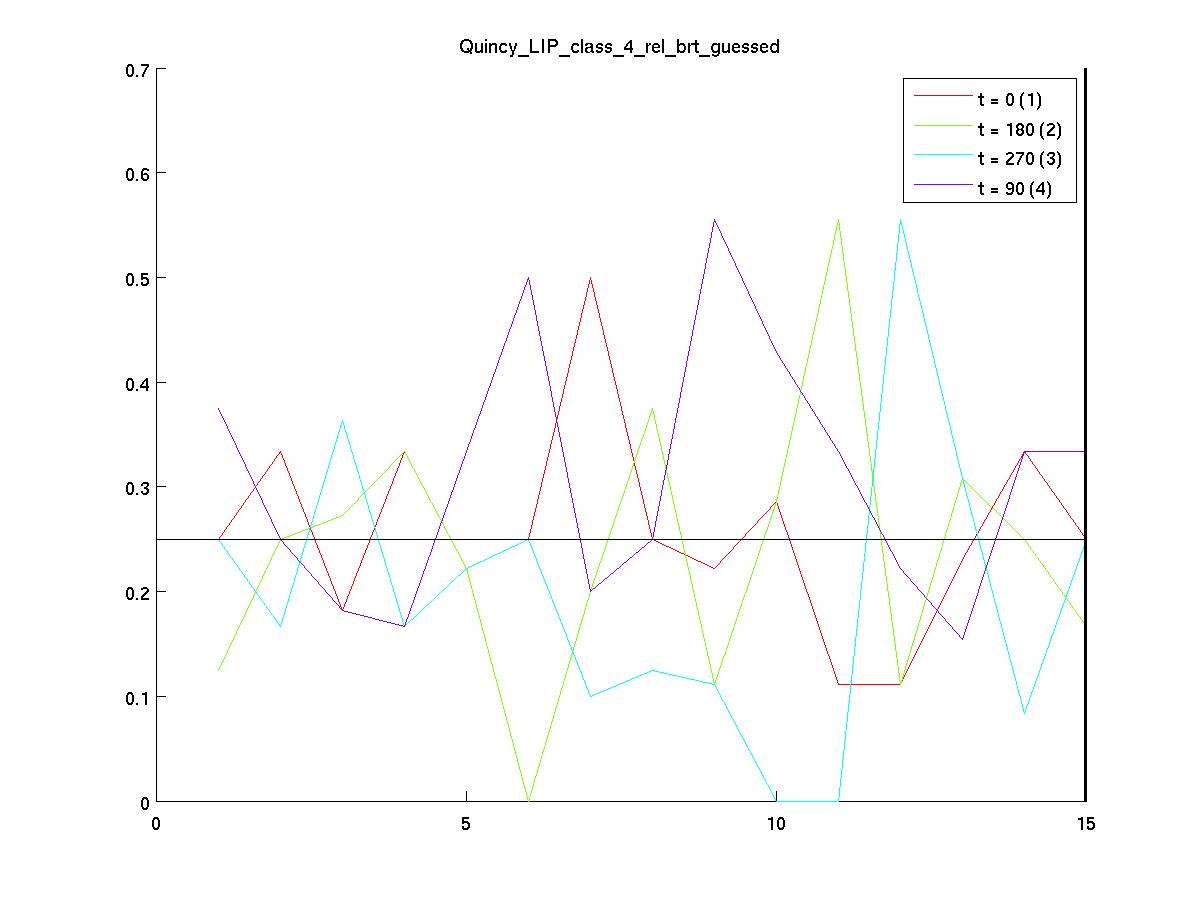 Quincy_LIP_class_4_rel_brt_guessed
0.7
0.6
0.5
0.4
0.3
0.2
0.1
0
0 5 10 15
t = 0 (1)
t = 180 (2)
t = 270 (3)
t = 90 (4)